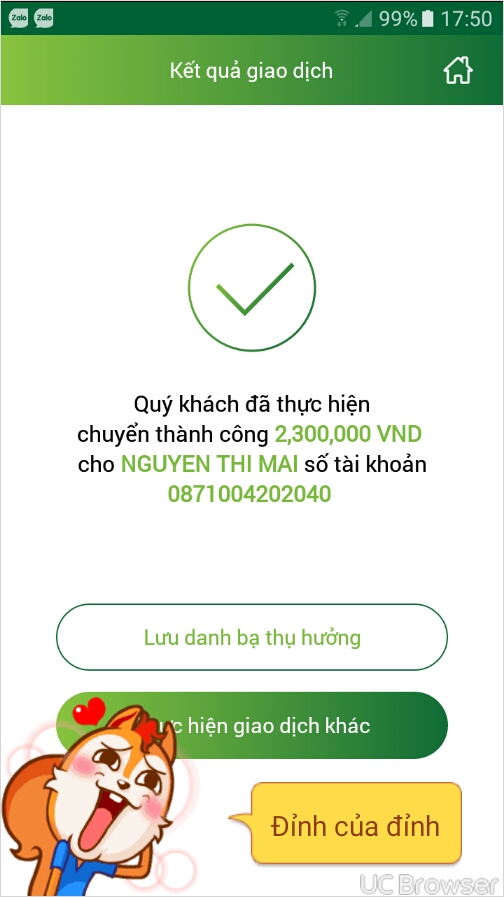 Zalo Zalo 99% 17:50
Kết quả giao dịch
Quý khách đã thực hiện
chuyển thành công 2,300,000 VND
cho NGUYEN THI MAI số tài khoản
0871004202040
Lưu danh bạ thụ hưởng
hiện giao dịch khác
Đỉnh của đỉnh
UC Browser